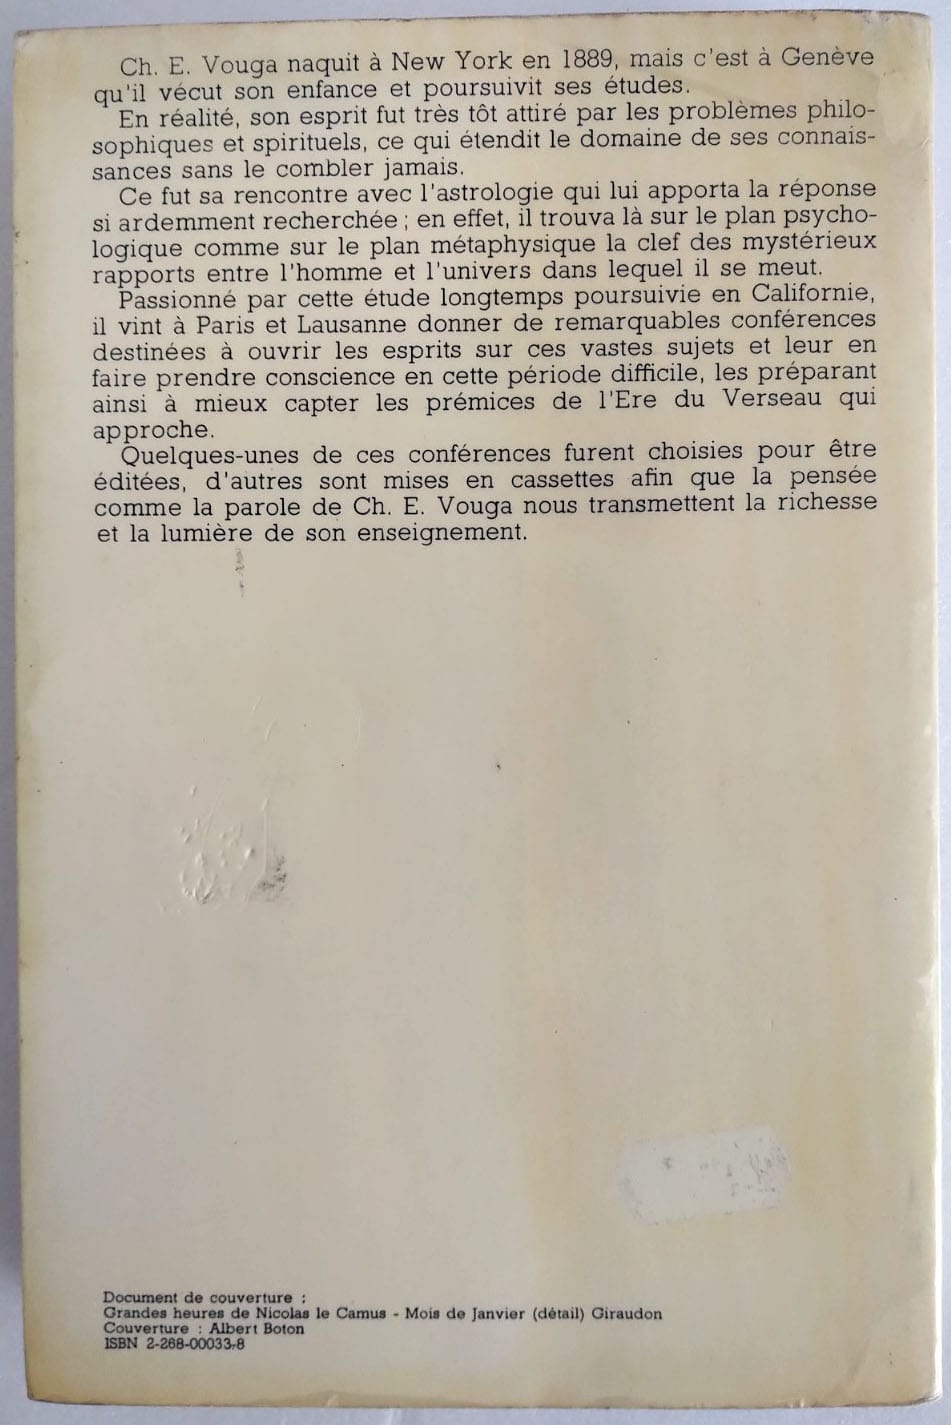 Ch. E. Vouga naquit à New York en 1889, mais c'est à Genève
qu'il vécut son enfance et poursuivit ses études.
En réalité, son esprit fut très tôt attiré par les problèmes philo-
sophiques et spirituels, ce qui étendit le domaine de ses connais-
sances sans le combler jamais.
Ce fut sa rencontre avec l'astrologie qui lui apporta la réponse
si ardemment recherchée ; en effet, il trouva là sur le plan psycho-
logique comme sur le plan métaphysique la clef des mystérieux
rapports entre l'homme et l'univers dans lequel il se meut.
Passionné par cette étude longtemps poursuivie en Californie,
il vint à Paris et Lausanne donner de remarquables conférences
destinées à ouvrir les esprits sur ces vastes sujets et leur en
faire prendre conscience en cette période difficile, les préparant
ainsi à mieux capter les prémices de l'Ere du Verseau qui
approche.
Quelques-unes de ces conférences furent choisies pour être
éditées, d'autres sont mises en cassettes afin que la pensée
comme la parole de Ch. E. Vouga nous transmettent la richesse
et la lumière de son enseignement.
Document de couverture :
Grandes heures de Nicolas le Camus - Mois de Janvier (détail) Giraudon
Couverture : Albert Boton
ISBN 2-268-00033-8